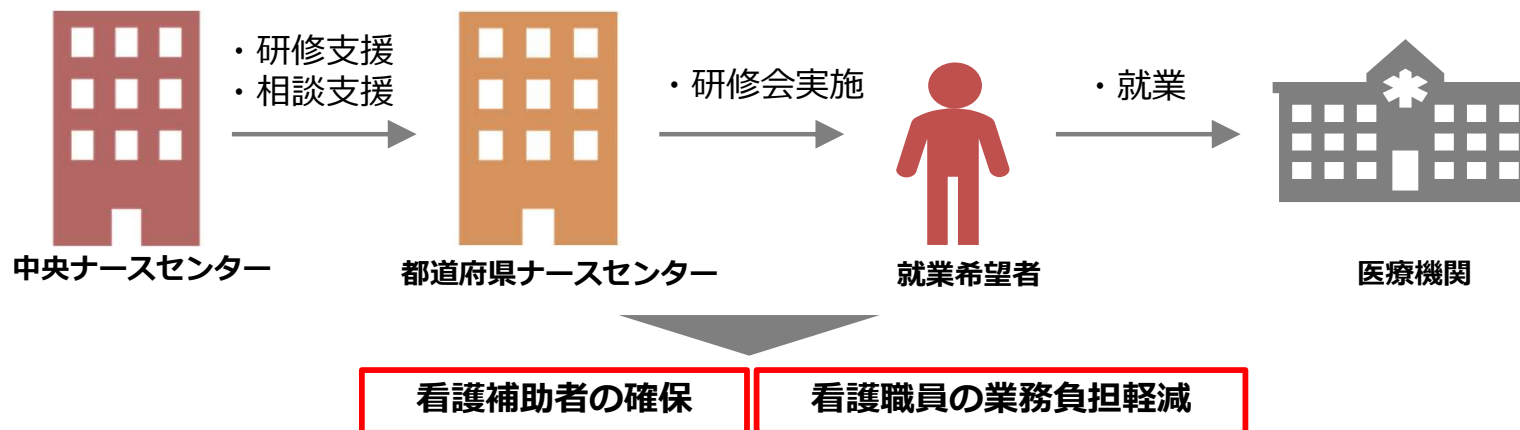 ・研修支援
・相談支援
・研修会実施
・就業
中央ナースセンター
都道府県ナースセンター
就業希望者
医療機関
看護補助者の確保
看護職員の業務負担軽減